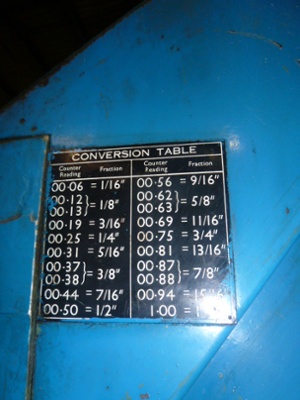 CONVERSION TABLE
Counter Reading Fraction Counter Reading Fraction
00·06 = 1/16" 00·56 = 9/16"
00·12 00·13 } = 1/8" 00·62 00·63 } = 5/8"
00·19 = 3/16" 00·69 = 11/16"
00·25 = 1/4" 00·75 = 3/4"
00·31 = 5/16" 00·81 = 13/16"
00·37 00·38 } = 3/8" 00·87 00·88 } = 7/8"
00·44 = 7/16" 00·94 = 15/16"
00·50 = 1/2" 1·00 =